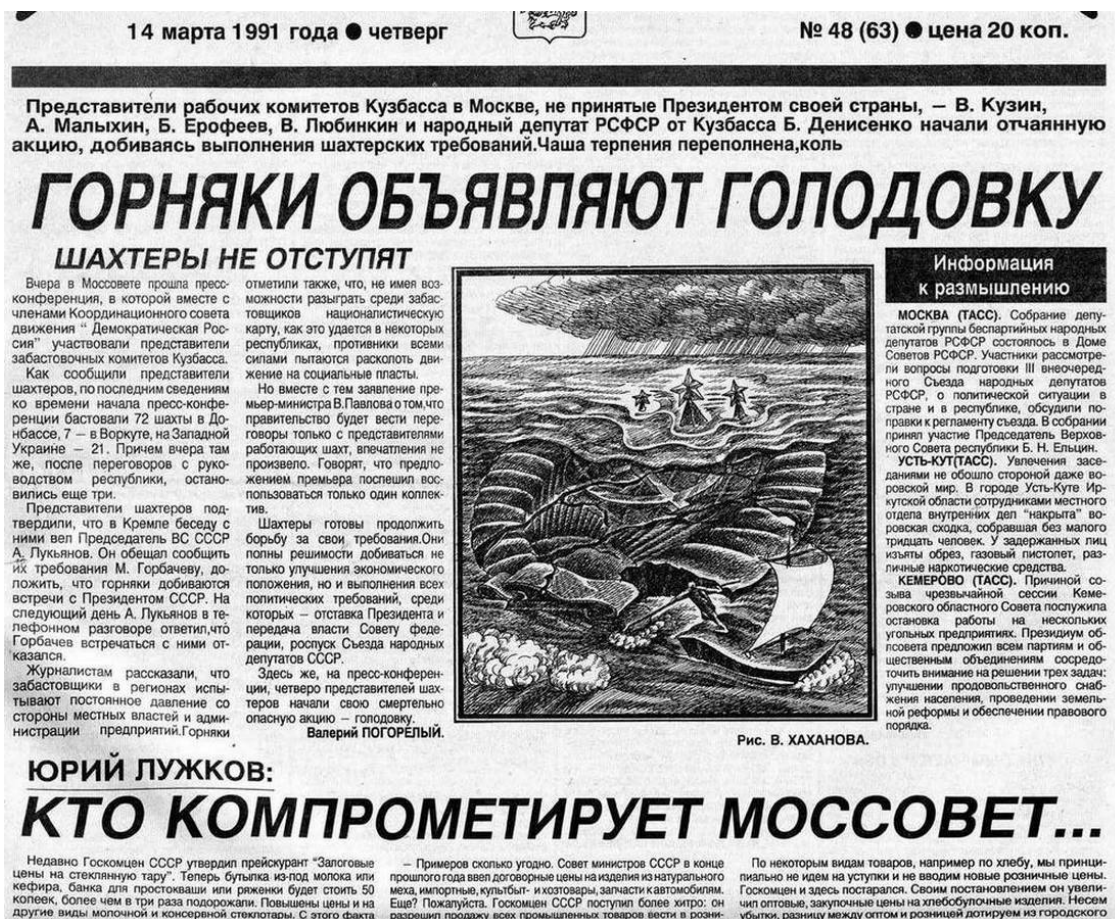 14 марта 1991 года ● четверг
№ 48 (63) ● цена 20 коп.
Представители рабочих комитетов Кузбасса в Москве, не принятые Президентом своей страны, — В. Кузин,
А. Малыхин, Б. Ерофеев, В. Любинкин и народный депутат РСФСР от Кузбасса Б. Денисенко начали отчаянную
акцию, добиваясь выполнения шахтерских требований.Чаша терпения переполнена,коль
ГОРНЯКИ ОБЪЯВЛЯЮТ ГОЛОДОВКУ
ШАХТЕРЫ НЕ ОТСТУПЯТ
Вчера в Моссовете прошла пресс-
конференция, в которой вместе с
членами Координационного совета
движения " Демократическая Рос-
сия" участвовали представители
забастовочных комитетов Кузбасса.
Как сообщили представители
шахтеров, по последним сведениям
ко времени начала пресс-конфе-
ренции бастовали 72 шахты в До-
нбассе, 7 — в Воркуте, на Западной
Украине — 21. Причем вчера там
же, после переговоров с руко-
водством республики, остано-
вились еще три.
Представители шахтеров под-
твердили, что в Кремле беседу с
ними вел Председатель ВС СССР
А. Лукьянов. Он обещал сообщить
их требования М. Горбачеву, до-
ложить, что горняки добиваются
встречи с Президентом СССР. На
следующий день А. Лукьянов в те-
лефонном разговоре ответил,что
Горбачев встречаться с ними от-
казался.
Журналистам рассказали, что
забастовщики в регионах испы-
тывают постоянное давление со
стороны местных властей и адми-
нистрации предприятий.Горняки
отметили также, что, не имея воз-
можности разыграть среди забас-
товщиков националистическую
карту, как это удается в некоторых
республиках, противники всеми
силами пытаются расколоть дви-
жение на социальные пласты.
Но вместе с тем заявление пре-
мьер-министра В.Павлова о том,что
правительство будет вести пере-
говоры только с представителями
работающих шахт, впечатления не
произвело. Говорят, что предло-
жением премьера поспешил вос-
пользоваться только один коллек-
тив.
Шахтеры готовы продолжить
борьбу за свои требования.Они
полны решимости добиваться не
только улучшения экономического
положения, но и выполнения всех
политических требований, среди
которых — отставка Президента и
передача власти Совету феде-
рации, роспуск Съезда народных
депутатов СССР.
Здесь же, на пресс-конферен-
ции, четверо представителей шах-
теров начали свою смертельно
опасную акцию — голодовку.
Валерий ПОГОРЕЛЫЙ.
Рис. В. ХАХАНОВА.
Информация
к размышлению
МОСКВА (ТАСС). Собрание депу-
татской группы беспартийных народных
депутатов РСФСР состоялось в Доме
Советов РСФСР. Участники рассмотре-
ли вопросы подготовки III внеочеред-
ного Съезда народных депутатов
РСФСР, о политической ситуации в
стране и в республике, обсудили по-
правки к регламенту съезда. В собрании
принял участие Председатель Верхов-
ного Совета республики Б. Н. Ельцин.
УСТЬ-КУТ(ТАСС). Увлечения засе-
даниями не обошло стороной даже во-
ровской мир. В городе Усть-Куте Ир-
кутской области сотрудниками местного
отдела внутренних дел "накрыта" во-
ровская сходка, собравшая без малого
тридцать человек. У задержанных лиц
изъяты обрез, газовый пистолет, раз-
личные наркотические средства.
КЕМЕРОВО (ТАСС). Причиной со-
зыва чрезвычайной сессии Кеме-
ровского областного Совета послужила
остановка работы на нескольких
угольных предприятиях. Президиум об-
лсовета предложил всем партиям и об-
щественным объединениям сосредо-
точить внимание на решении трех задач:
улучшении продовольственного снаб-
жения населения, проведении земель-
ной реформы и обеспечении правового
порядка.
ЮРИЙ ЛУЖКОВ:
КТО КОМПРОМЕТИРУЕТ МОССОВЕТ...
Недавно Госкомцен СССР утвердил прейскурант "Залоговые
цены на стеклянную тару". Теперь бутылка из-под молока или
кефира, банка для простокваши или ряженки будет стоить 50
копеек, более чем в три раза подорожали. Повышены цены и на
другие виды молочной и консервной стеклотары. С этого факта
— Примеров сколько угодно. Совет министров СССР в конце
прошлого года ввел договорные цены на изделия из натурального
меха, импортные, культбыт- и хозтовары, запчасти к автомобилям.
Еще? Пожалуйста. Госкомцен СССР поступил более хитро: он
разрешил продажу всех промышленных товаров вести в розни-
По некоторым видам товаров, например по хлебу, мы принци-
пиально не идем на уступки и не вводим новые розничные цены.
Госкомцен и здесь постарался. Своим постановлением он увели-
чил оптовые, закупочные цены на хлебобулочные изделия. Несем
убытки, разницу между оптом и розницей дотируем из городского